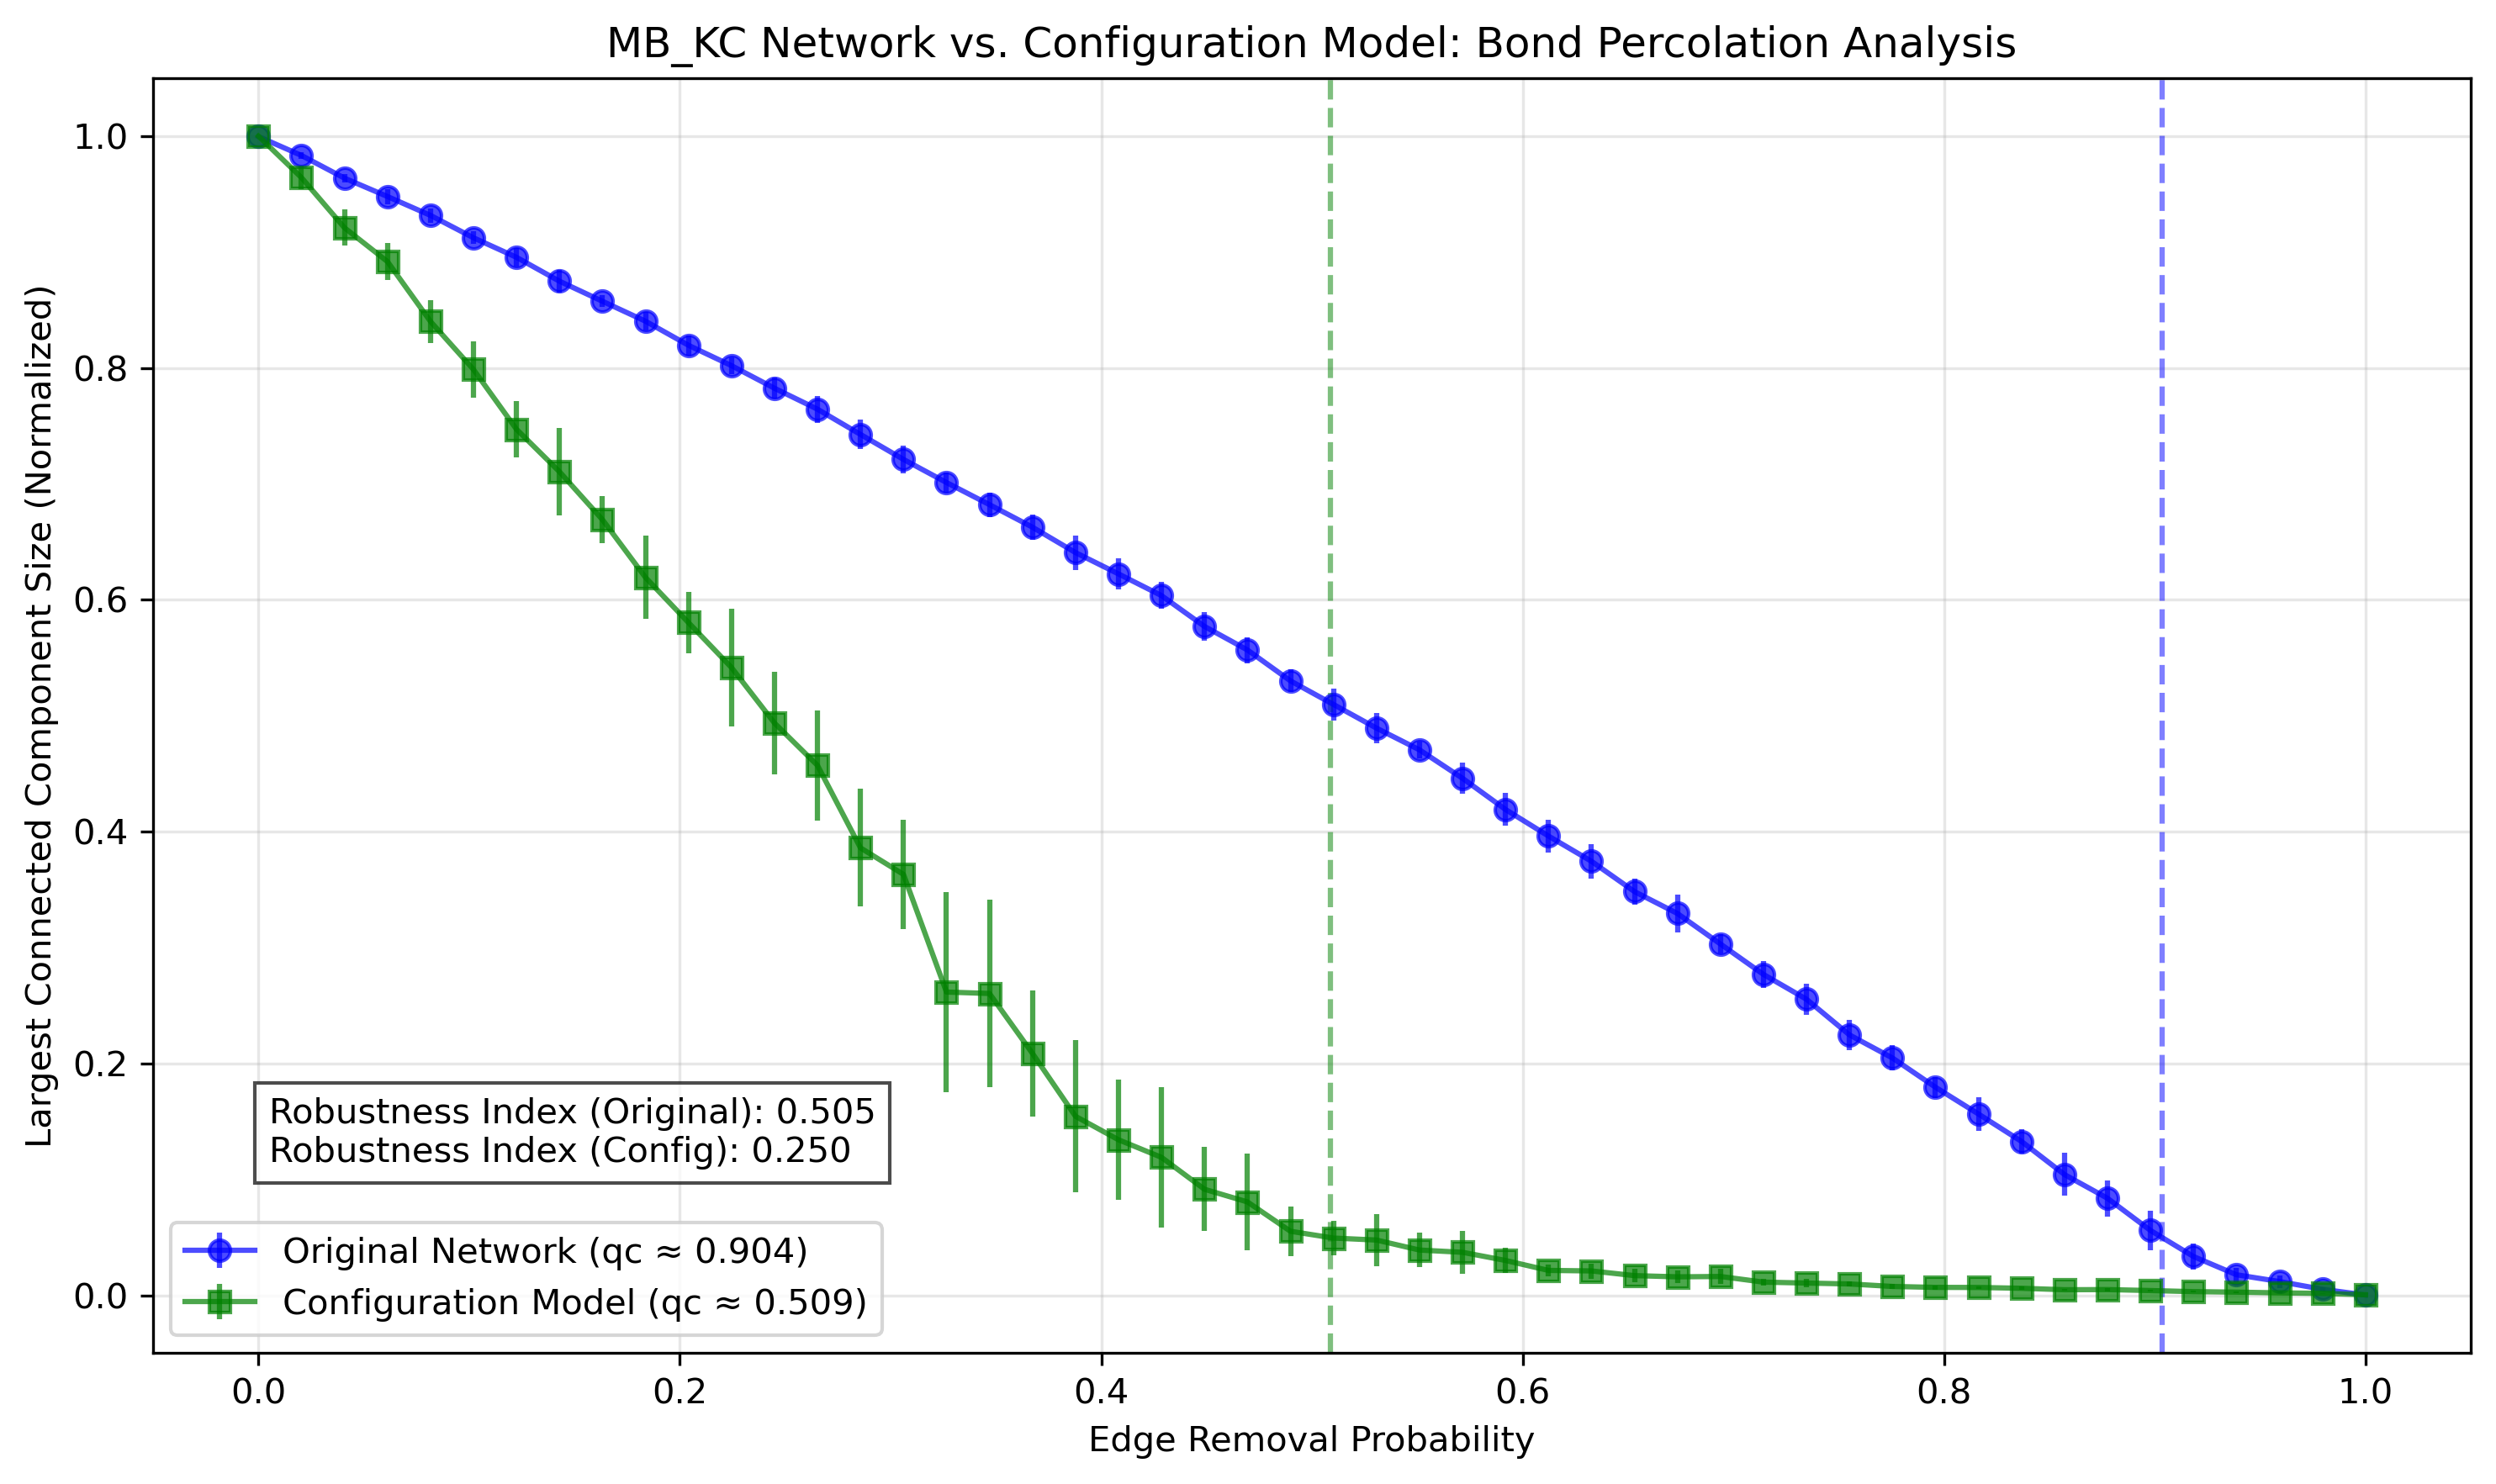 MB_KC Network vs. Configuration Model: Bond Percolation Analysis
Largest Connected Component Size (Normalized)
1.0
0.8
0.6
0.4
0.2
0.0
Robustness Index (Original): 0.505
Robustness Index (Config): 0.250
Original Network (qc ≈ 0.904)
Configuration Model (qc ≈ 0.509)
0.0 0.2 0.4 0.6 0.8 1.0
Edge Removal Probability